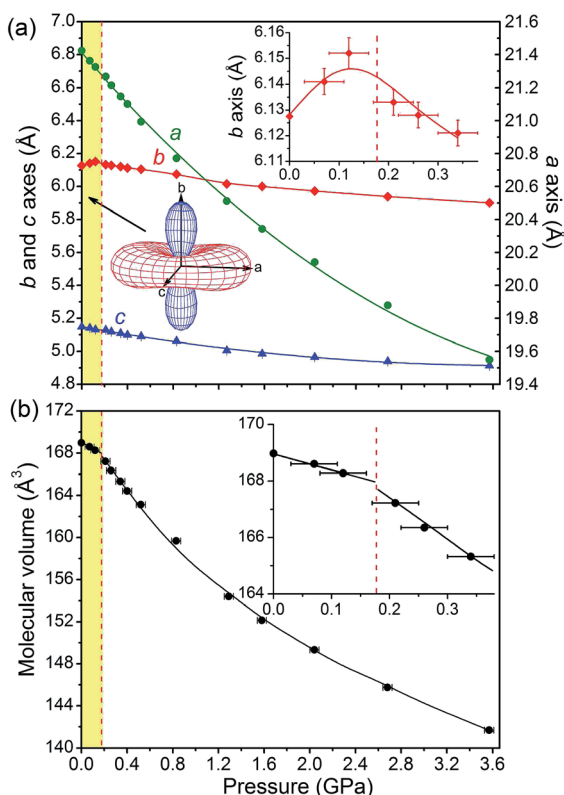 (a)
7.0
6.8
6.6
6.4
6.2
6.0
5.8
5.6
5.4
5.2
5.0
4.8
b and c axes (Å)
21.6
21.4
21.2
21.0
20.8
20.6
20.4
20.2
20.0
19.8
19.6
19.4
a axis (Å)
6.16
6.15
6.14
6.13
6.12
6.11
b axis (Å)
0.0 0.1 0.2 0.3
a
b
c
b
a
c
(b)
172
168
164
160
156
152
148
144
140
Molecular volume (Å³)
170
168
166
164
0.0 0.1 0.2 0.3
0.0 0.4 0.8 1.2 1.6 2.0 2.4 2.8 3.2 3.6
Pressure (GPa)